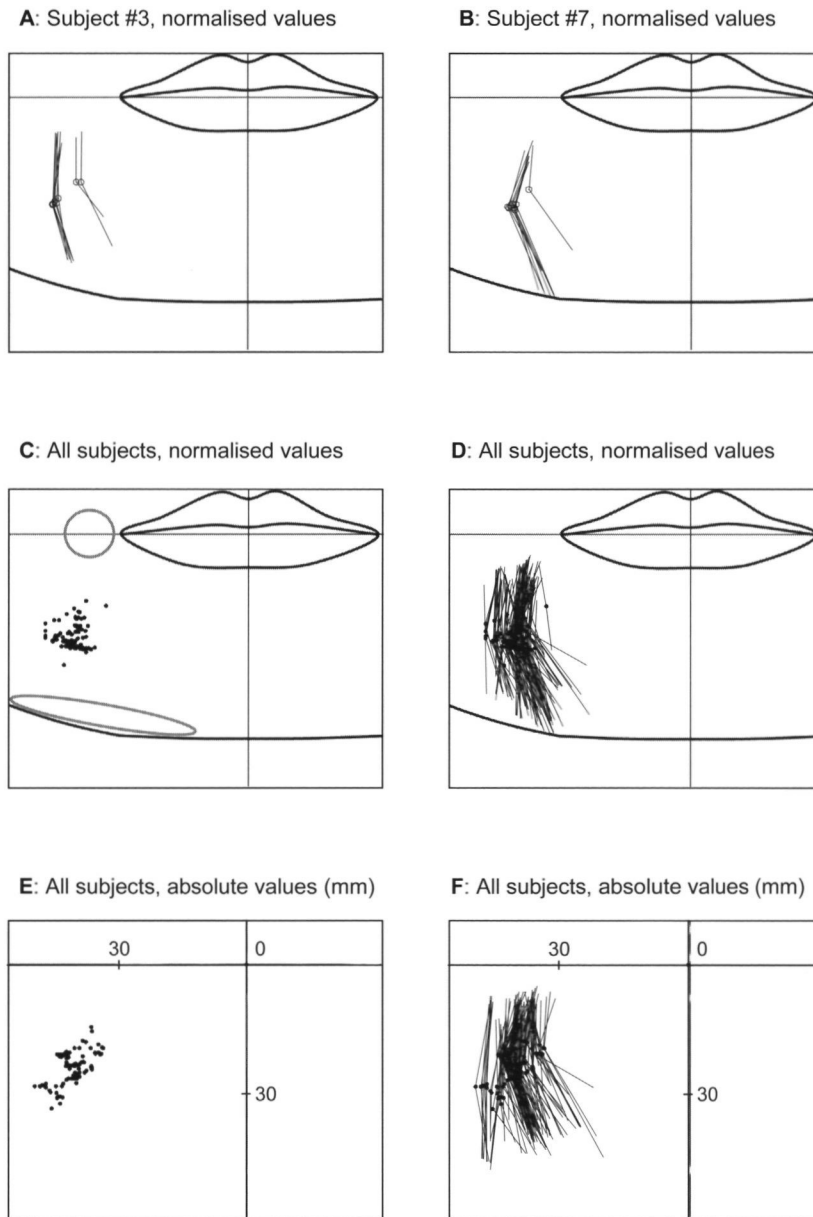 A: Subject #3, normalised values
B: Subject #7, normalised values
C: All subjects, normalised values
D: All subjects, normalised values
E: All subjects, absolute values (mm)
F: All subjects, absolute values (mm)
30 0
30 0
30
30